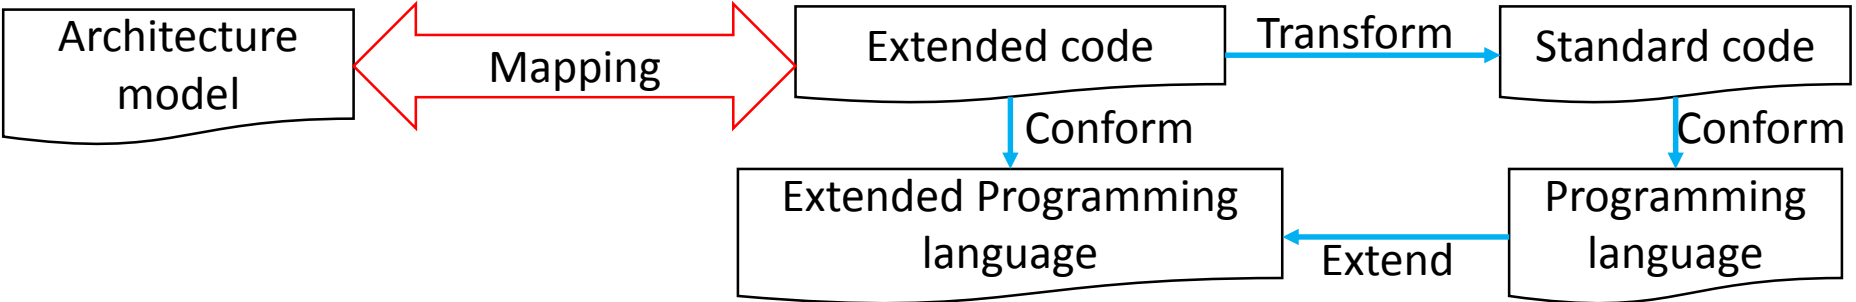 Architecture
model
Mapping
Extended code
Transform
Standard code
Conform
Conform
Extended Programming
language
Extend
Programming
language